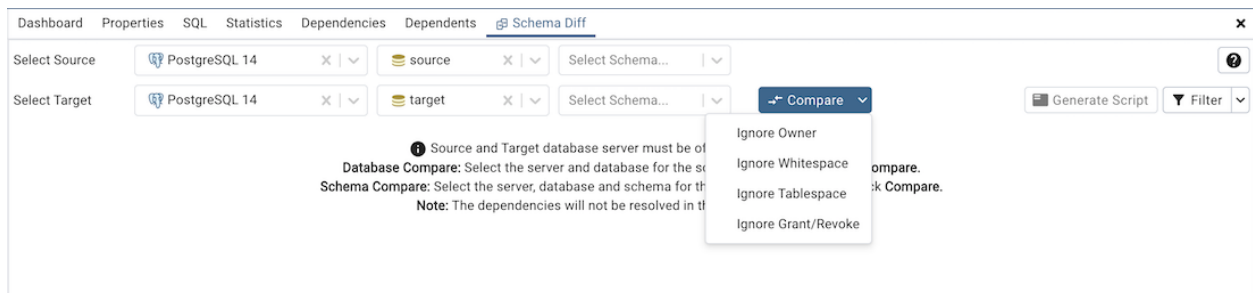 Dashboard Properties SQL Statistics Dependencies Dependents Schema Diff
Select Source PostgreSQL 14 source Select Schema...
Select Target PostgreSQL 14 target Select Schema... Compare Generate Script Filter
Ignore Owner
Source and Target database server must be of
Ignore Whitespace
Database Compare: Select the server and database for the ompare.
Schema Compare: Select the server, database and schema for th k Compare.
Ignore Tablespace
Note: The dependencies will not be resolved in
Ignore Grant/Revoke